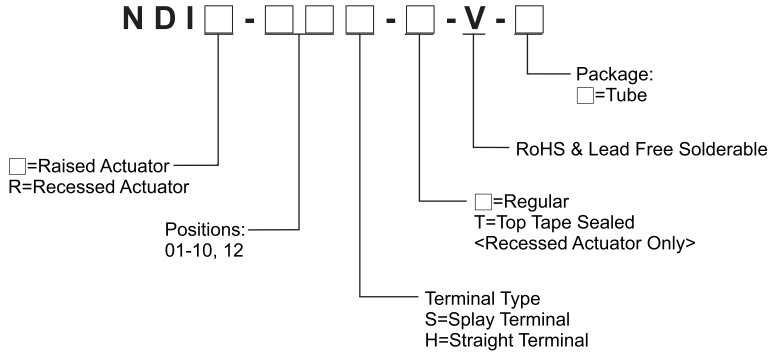 NDI□-□□□-□-V-□
Package:
□=Tube
RoHS & Lead Free Solderable
□=Raised Actuator
R=Recessed Actuator
□=Regular
T=Top Tape Sealed
<Recessed Actuator Only>
Positions:
01-10, 12
Terminal Type
S=Splay Terminal
H=Straight Terminal